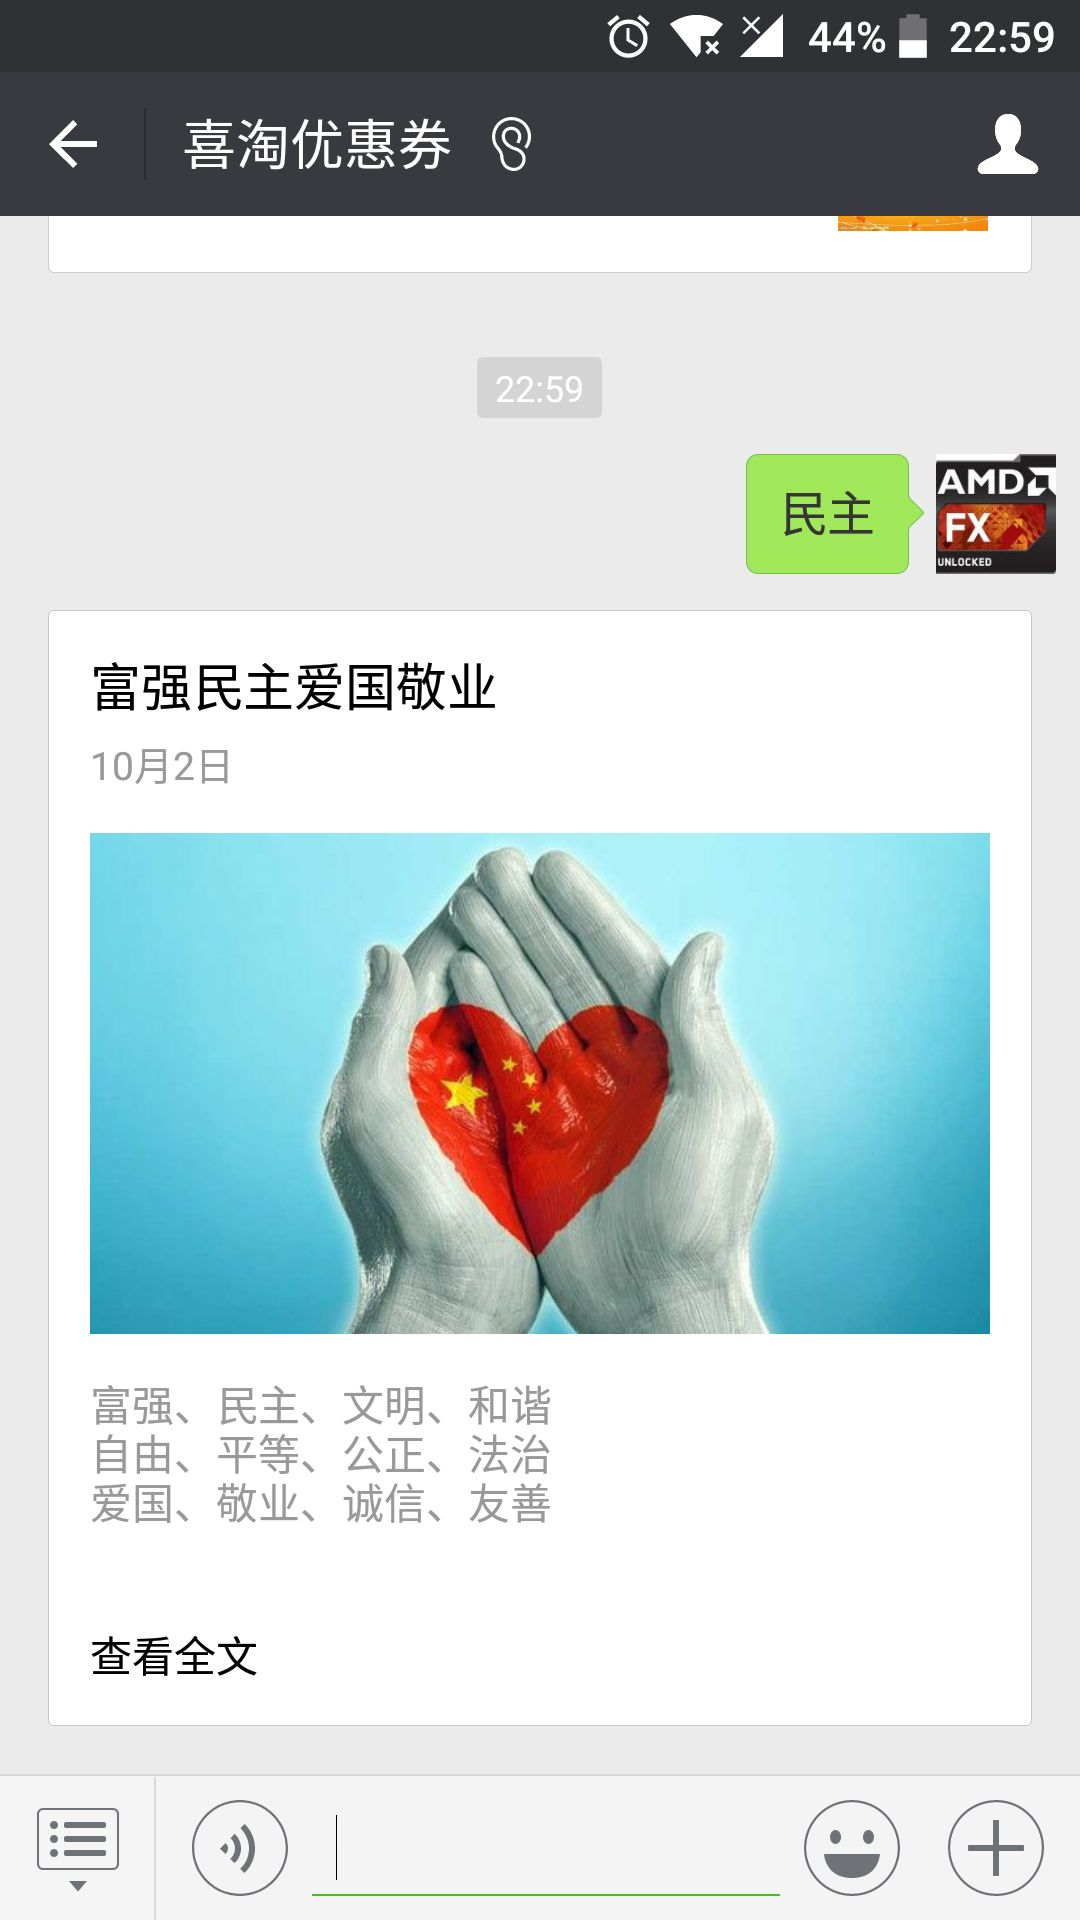 44% 22:59
喜淘优惠券
22:59
民主
AMD
FX
UNLOCKED
富强民主爱国敬业
10月2日
富强、民主、文明、和谐
自由、平等、公正、法治
爱国、敬业、诚信、友善
查看全文